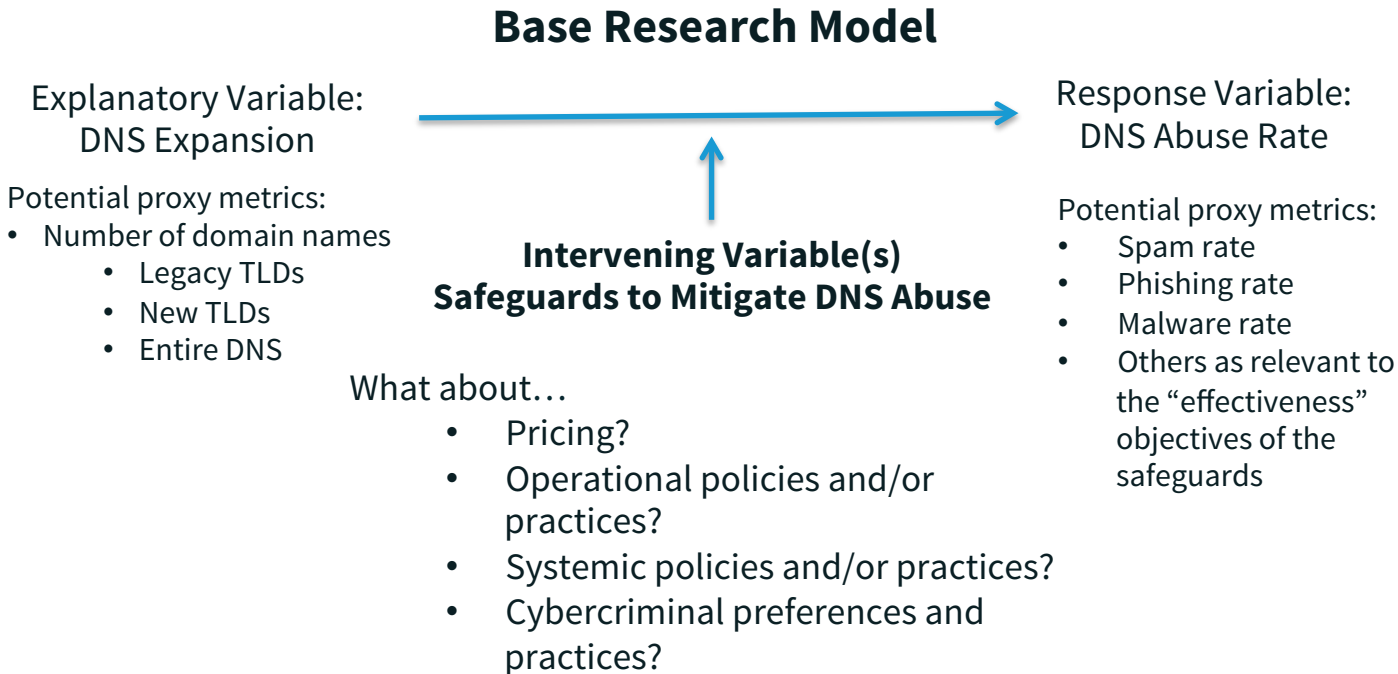 Base Research Model
Explanatory Variable:
DNS Expansion
Potential proxy metrics:
• Number of domain names
• Legacy TLDs
• New TLDs
• Entire DNS
Intervening Variable(s)
Safeguards to Mitigate DNS Abuse
What about…
• Pricing?
• Operational policies and/or
practices?
• Systemic policies and/or practices?
• Cybercriminal preferences and
practices?
Response Variable:
DNS Abuse Rate
Potential proxy metrics:
• Spam rate
• Phishing rate
• Malware rate
• Others as relevant to
the “effectiveness”
objectives of the
safeguards